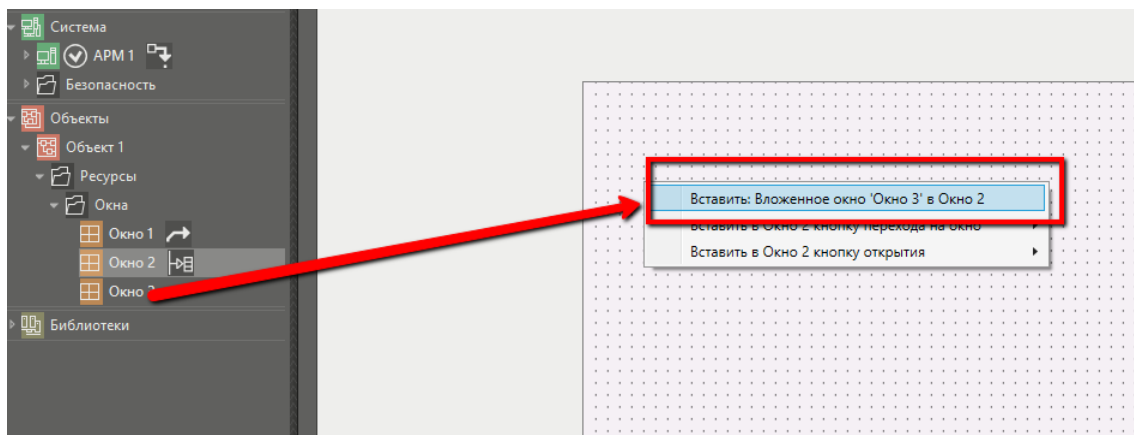 Система
АРМ 1
Безопасность
Объекты
Объект 1
Ресурсы
Окна
Окно 1
Окно 2
Окно
Библиотеки
Вставить: Вложенное окно 'Окно 3' в Окно 2
Вставить в Окно 2 кнопку перехода на окно
Вставить в Окно 2 кнопку открытия